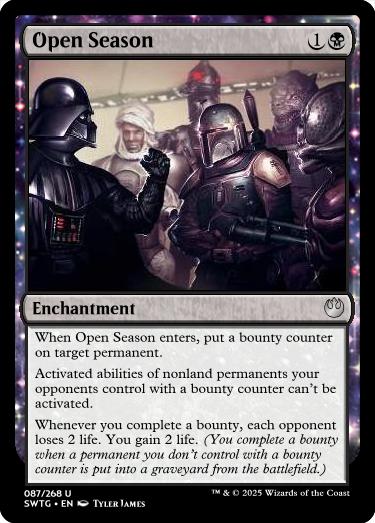 Open Season 1
Enchantment
When Open Season enters, put a bounty counter
on target permanent.
Activated abilities of nonland permanents your
opponents control with a bounty counter can't be
activated.
Whenever you complete a bounty, each opponent
loses 2 life. You gain 2 life. (You complete a bounty
when a permanent you don't control with a bounty
counter is put into a graveyard from the battlefield.)
087/268 U
SWTG • EN TYLER JAMES
™ & © 2025 Wizards of the Coast